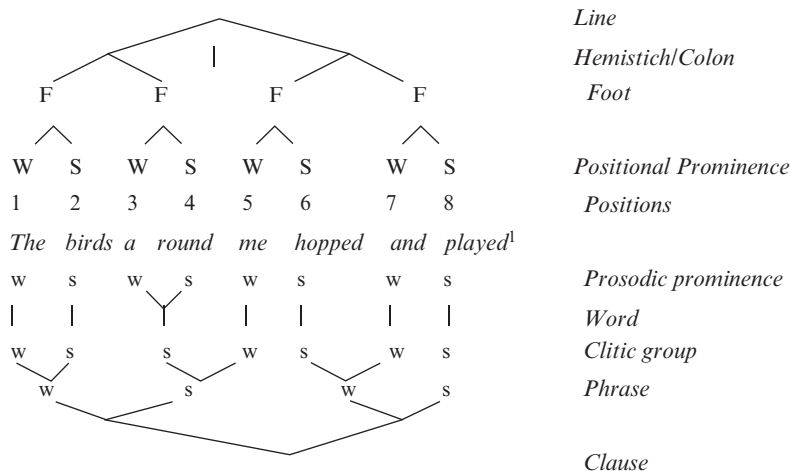 Line
Hemistich/Colon
F F F F Foot
W S W S W S W S Positional Prominence
1 2 3 4 5 6 7 8 Positions
The birds a round me hopped and played1
w s w s w s w s Prosodic prominence
Word
w s s w s w s Clitic group
w s w s Phrase
Clause